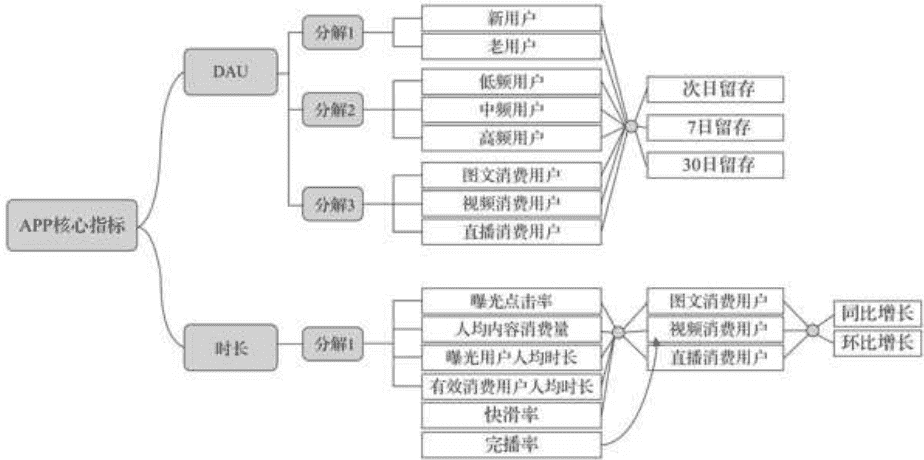 APP核心指标
DAU
分解1
新用户
老用户
分解2
低频用户
中频用户
高频用户
分解3
图文消费用户
视频消费用户
直播消费用户
次日留存
7日留存
30日留存
时长
分解1
曝光点击率
人均内容消费量
曝光用户人均时长
有效消费用户人均时长
快滑率
完播率
图文消费用户
视频消费用户
直播消费用户
同比增长
环比增长